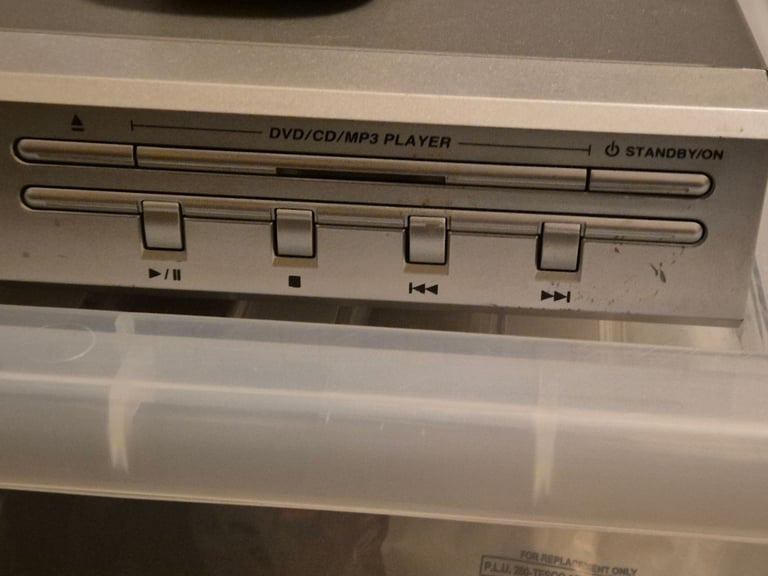 DVD/CD/MP3 PLAYER
STANDBY/ON
FOR REPLACEMENT ONLY
P.L.U.